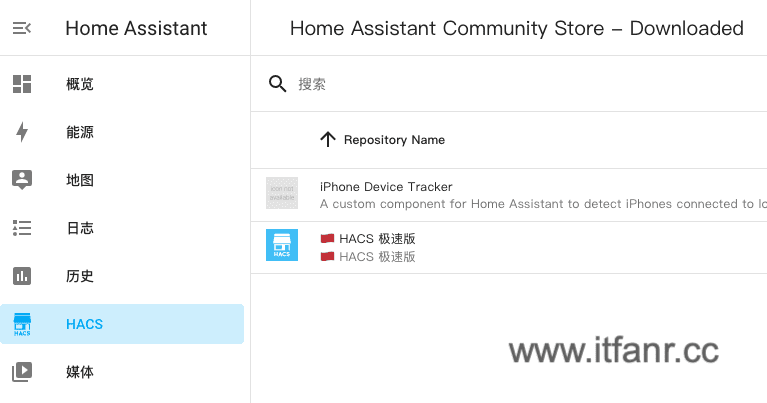 Home Assistant
Home Assistant Community Store – Downloaded
概览
搜索
能源
Repository Name
地图
iPhone Device Tracker
icon not
available
A custom component for Home Assistant to detect iPhones connected to lo
日志
HACS 极速版
HACS
HACS 极速版
历史
HACS
HACS
媒体
www.itfanr.cc